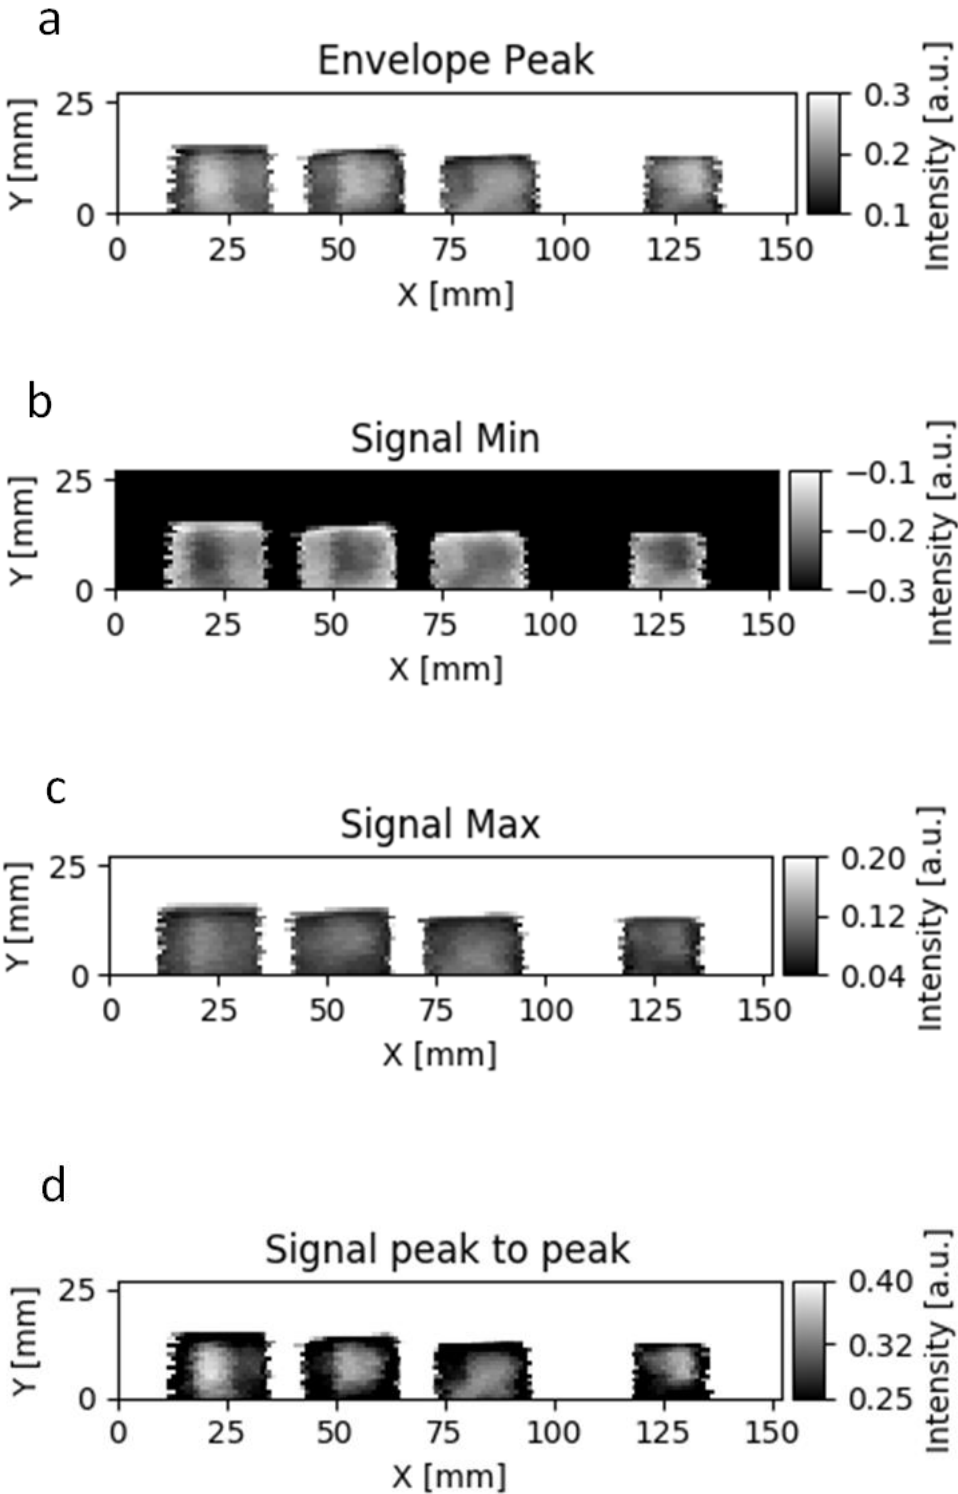 a
Envelope Peak
25
0
Y [mm]
0 25 50 75 100 125 150
X [mm]
0.3
0.2
0.1
Intensity [a.u.]
b
Signal Min
25
0
Y [mm]
0 25 50 75 100 125 150
X [mm]
−0.1
−0.2
−0.3
Intensity [a.u.]
c
Signal Max
25
0
Y [mm]
0 25 50 75 100 125 150
X [mm]
0.20
0.12
0.04
Intensity [a.u.]
d
Signal peak to peak
25
0
Y [mm]
0 25 50 75 100 125 150
X [mm]
0.40
0.32
0.25
Intensity [a.u.]